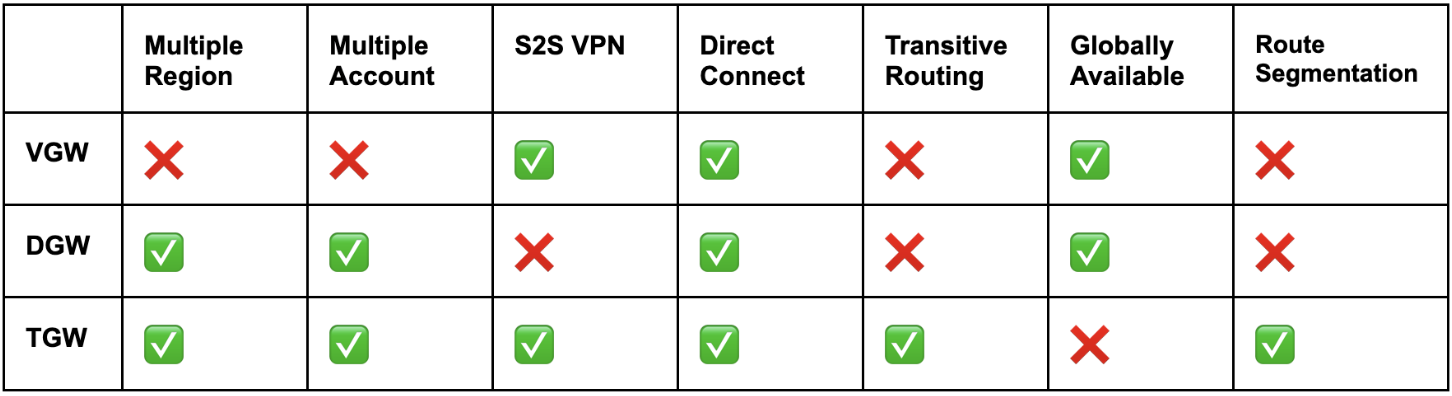 Multiple Region
Multiple Account
S2S VPN
Direct Connect
Transitive Routing
Globally Available
Route Segmentation
VGW ❌ ❌ ✅ ✅ ❌ ✅ ❌
DGW ✅ ✅ ❌ ✅ ❌ ✅ ❌
TGW ✅ ✅ ✅ ✅ ✅ ❌ ✅